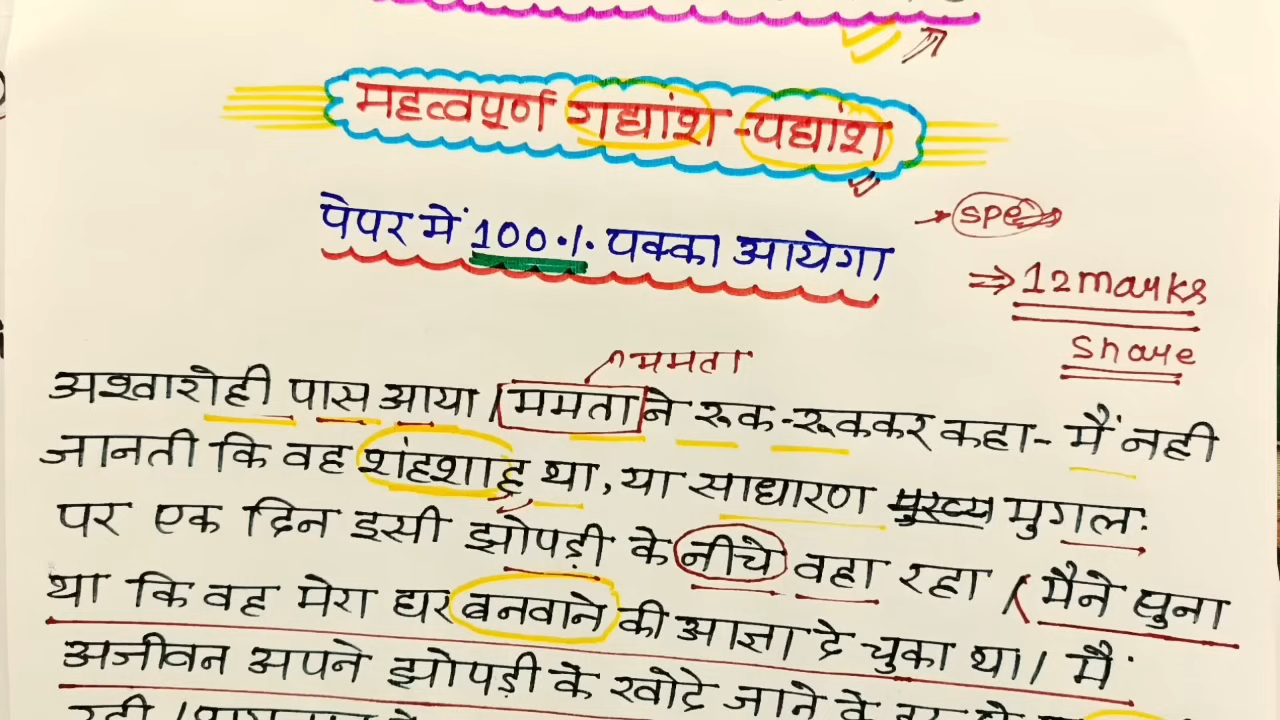 महत्वपूर्ण गद्यांश-पद्यांश
पेपर में 100% पक्का आयेगा
spe
⇒ 12 marks
Share
ममता
अश्वारोही पास आया। ममता ने रूक-रूककर कहा- मैं नही
जानती कि वह शंहशाह था, या साधारण मुगल:
पर एक दिन इसी झोपड़ी के नीचे वहा रहा (मैने घुना
था कि वह मेरा घर बनवाने की आज्ञा दे चुका था। मैं
अजीवन अपने झोपड़ी के खोदे जाने के